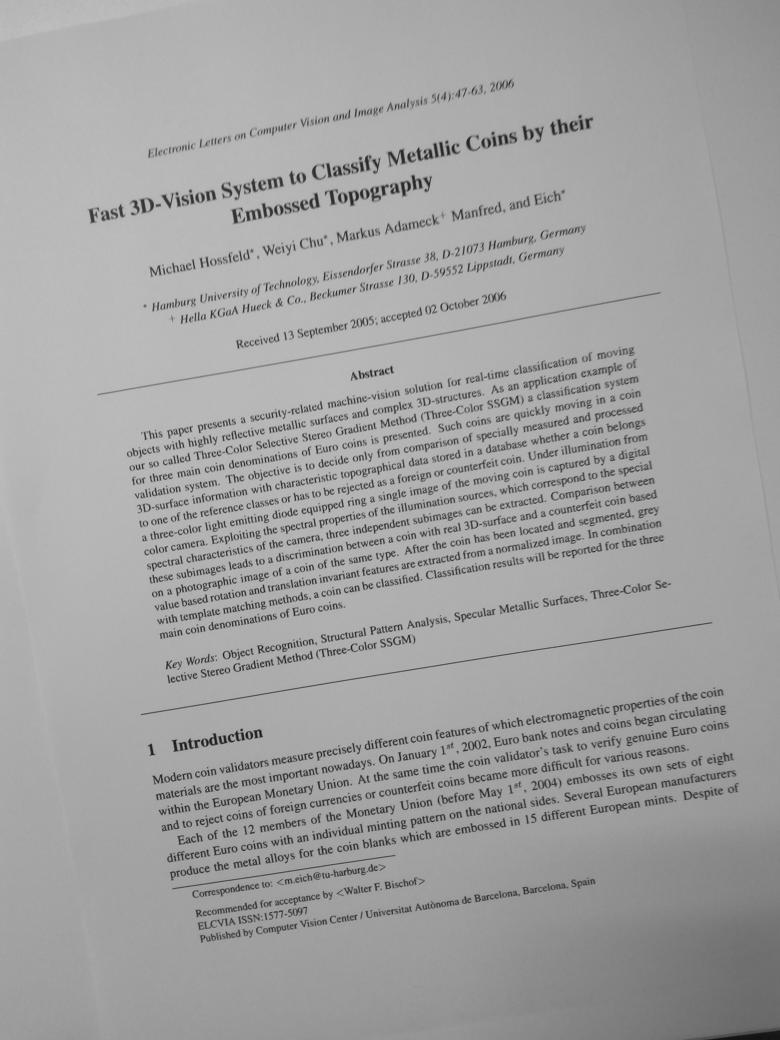 Electronic Letters on Computer Vision and Image Analysis 5(4):47-63, 2006
Fast 3D-Vision System to Classify Metallic Coins by their
Embossed Topography
Michael Hossfeld*, Weiyi Chu*, Markus Adameck+ Manfred, and Eich*
* Hamburg University of Technology, Eissendorfer Strasse 38, D-21073 Hamburg, Germany
+ Hella KGaA Hueck & Co., Beckumer Strasse 130, D-59552 Lippstadt, Germany
Received 13 September 2005; accepted 02 October 2006
Abstract
This paper presents a security-related machine-vision solution for real-time classification of moving
objects with highly reflective metallic surfaces and complex 3D-structures. As an application example of
our so called Three-Color Selective Stereo Gradient Method (Three-Color SSGM) a classification system
for three main coin denominations of Euro coins is presented. Such coins are quickly moving in a coin
validation system. The objective is to decide only from comparison of specially measured and processed
3D-surface information with characteristic topographical data stored in a database whether a coin belongs
to one of the reference classes or has to be rejected as a foreign or counterfeit coin. Under illumination from
a three-color light emitting diode equipped ring a single image of the moving coin is captured by a digital
color camera. Exploiting the spectral properties of the illumination sources, which correspond to the special
spectral characteristics of the camera, three independent subimages can be extracted. Comparison between
these subimages leads to a discrimination between a coin with real 3D-surface and a counterfeit coin based
on a photographic image of a coin of the same type. After the coin has been located and segmented, grey
value based rotation and translation invariant features are extracted from a normalized image. In combination
with template matching methods, a coin can be classified. Classification results will be reported for the three
main coin denominations of Euro coins.
Key Words: Object Recognition, Structural Pattern Analysis, Specular Metallic Surfaces, Three-Color Se-
lective Stereo Gradient Method (Three-Color SSGM)
1 Introduction
Modern coin validators measure precisely different coin features of which electromagnetic properties of the coin
materials are the most important nowadays. On January 1st, 2002, Euro bank notes and coins began circulating
within the European Monetary Union. At the same time the coin validator's task to verify genuine Euro coins
and to reject coins of foreign currencies or counterfeit coins became more difficult for various reasons.
Each of the 12 members of the Monetary Union (before May 1st, 2004) embosses its own sets of eight
different Euro coins with an individual minting pattern on the national sides. Several European manufacturers
produce the metal alloys for the coin blanks which are embossed in 15 different European mints. Despite of
Correspondence to: <m.eich@tu-harburg.de>
Recommended for acceptance by <Walter F. Bischof>
ELCVIA ISSN:1577-5097
Published by Computer Vision Center / Universitat Autònoma de Barcelona, Barcelona, Spain